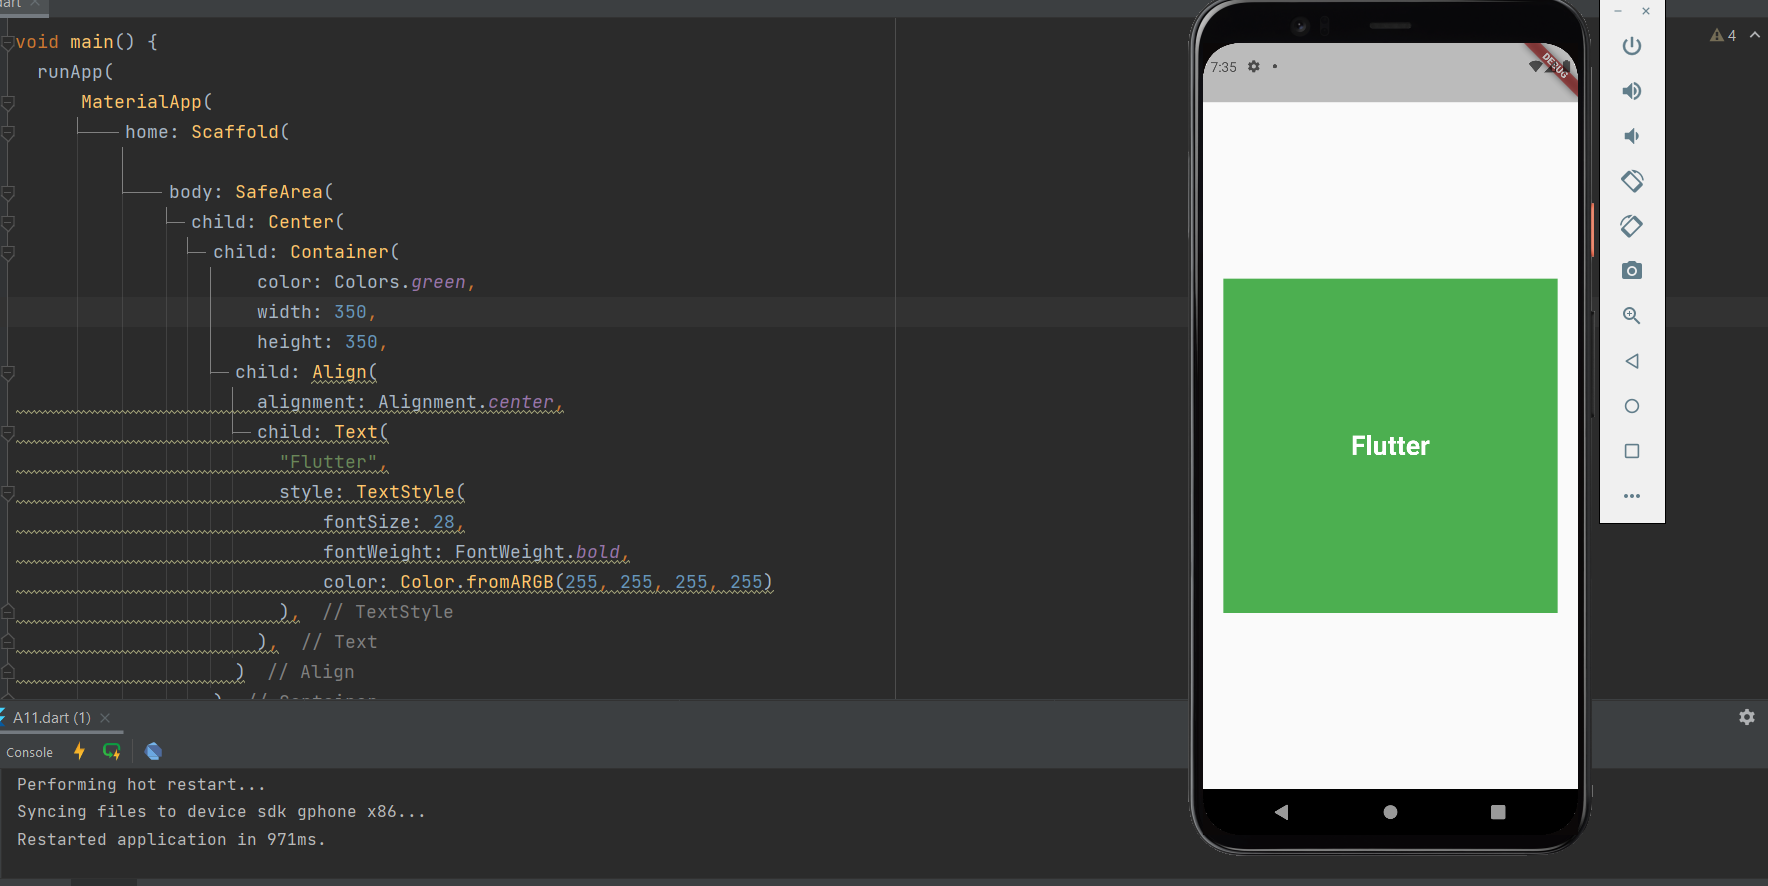 dart
void main() {
runApp(
MaterialApp(
home: Scaffold(
body: SafeArea(
child: Center(
child: Container(
color: Colors.green,
width: 350,
height: 350,
child: Align(
alignment: Alignment.center,
child: Text(
"Flutter",
style: TextStyle(
fontSize: 28,
fontWeight: FontWeight.bold,
color: Color.fromARGB(255, 255, 255, 255)
), // TextStyle
), // Text
) // Align
) // Container
4
7:35
DEBUG
Flutter
A11.dart (1)
Console
Performing hot restart...
Syncing files to device sdk gphone x86...
Restarted application in 971ms.